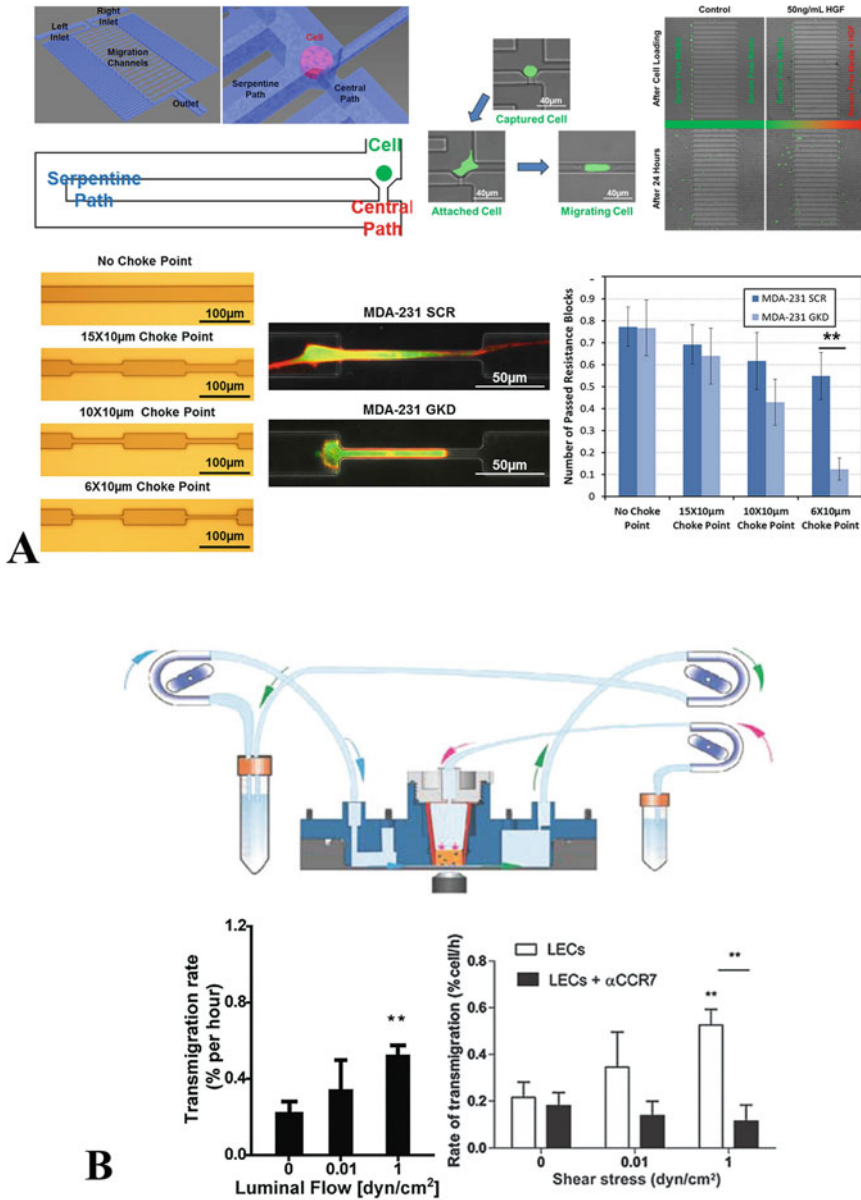 Right Inlet
Left Inlet
Migration
Channels
Outlet
Cell
Serpentine
Path
Central
Path
40µm
Captured Cell
40µm
Attached Cell
40µm
Migrating Cell
Control
50ng/mL HGF
After Cell Loading
After 24 Hours
Cell
Serpentine
Path
Central
Path
No Choke Point
100µm
15X10µm Choke Point
100µm
10X10µm Choke Point
100µm
6X10µm Choke Point
100µm
MDA-231 SCR
50µm
MDA-231 GKD
50µm
Number of Passed Resistance Blocks
0.9
0.8
0.7
0.6
0.5
0.4
0.3
0.2
0.1
0
MDA-231 SCR
MDA-231 GKD
**
No Choke
Point
15X10µm
Choke Point
10X10µm
Choke Point
6X10µm
Choke Point
A
Transmigration rate
(% per hour)
1.2
0.8
0.4
0.0
**
0
0.01
1
Luminal Flow [dyn/cm²]
Rate of transmigration (%cell/h)
0.8
0.6
0.4
0.2
0.0
LECs
LECs + αCCR7
**
**
0
0.01
1
Shear stress (dyn/cm²)
B